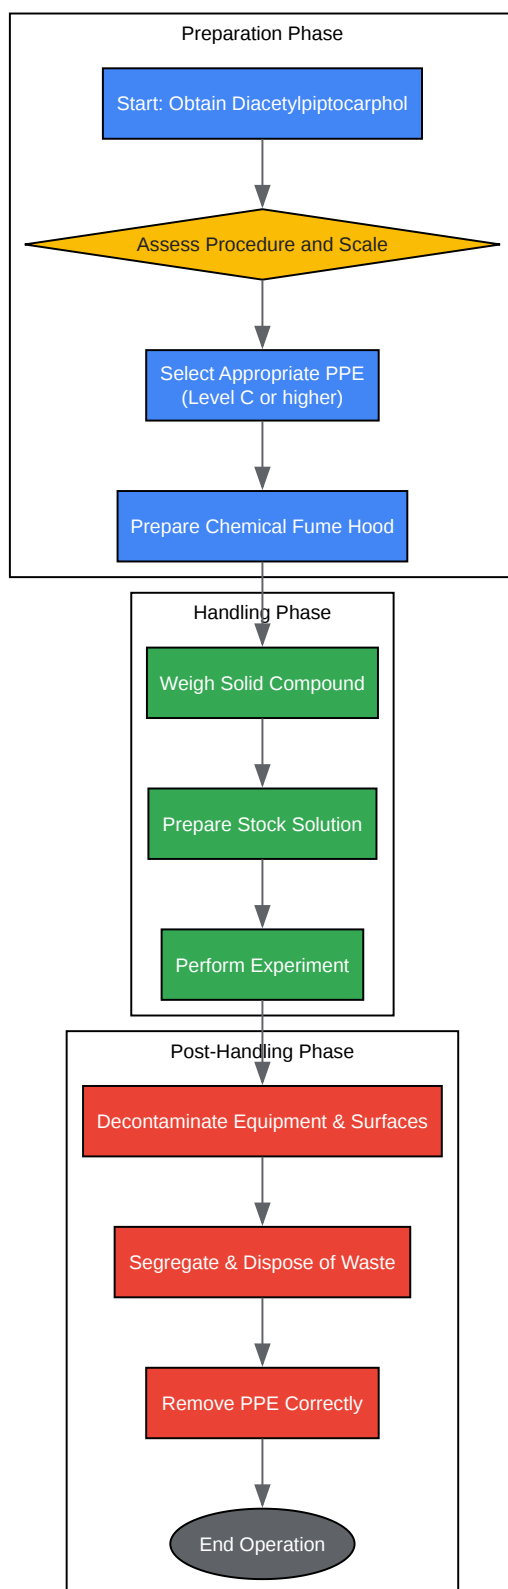 Preparation Phase
Start: Obtain Diacetylpiptocarphol
Assess Procedure and Scale
Select Appropriate PPE
(Level C or higher)
Prepare Chemical Fume Hood
Handling Phase
Weigh Solid Compound
Prepare Stock Solution
Perform Experiment
Post-Handling Phase
Decontaminate Equipment & Surfaces
Segregate & Dispose of Waste
Remove PPE Correctly
End Operation